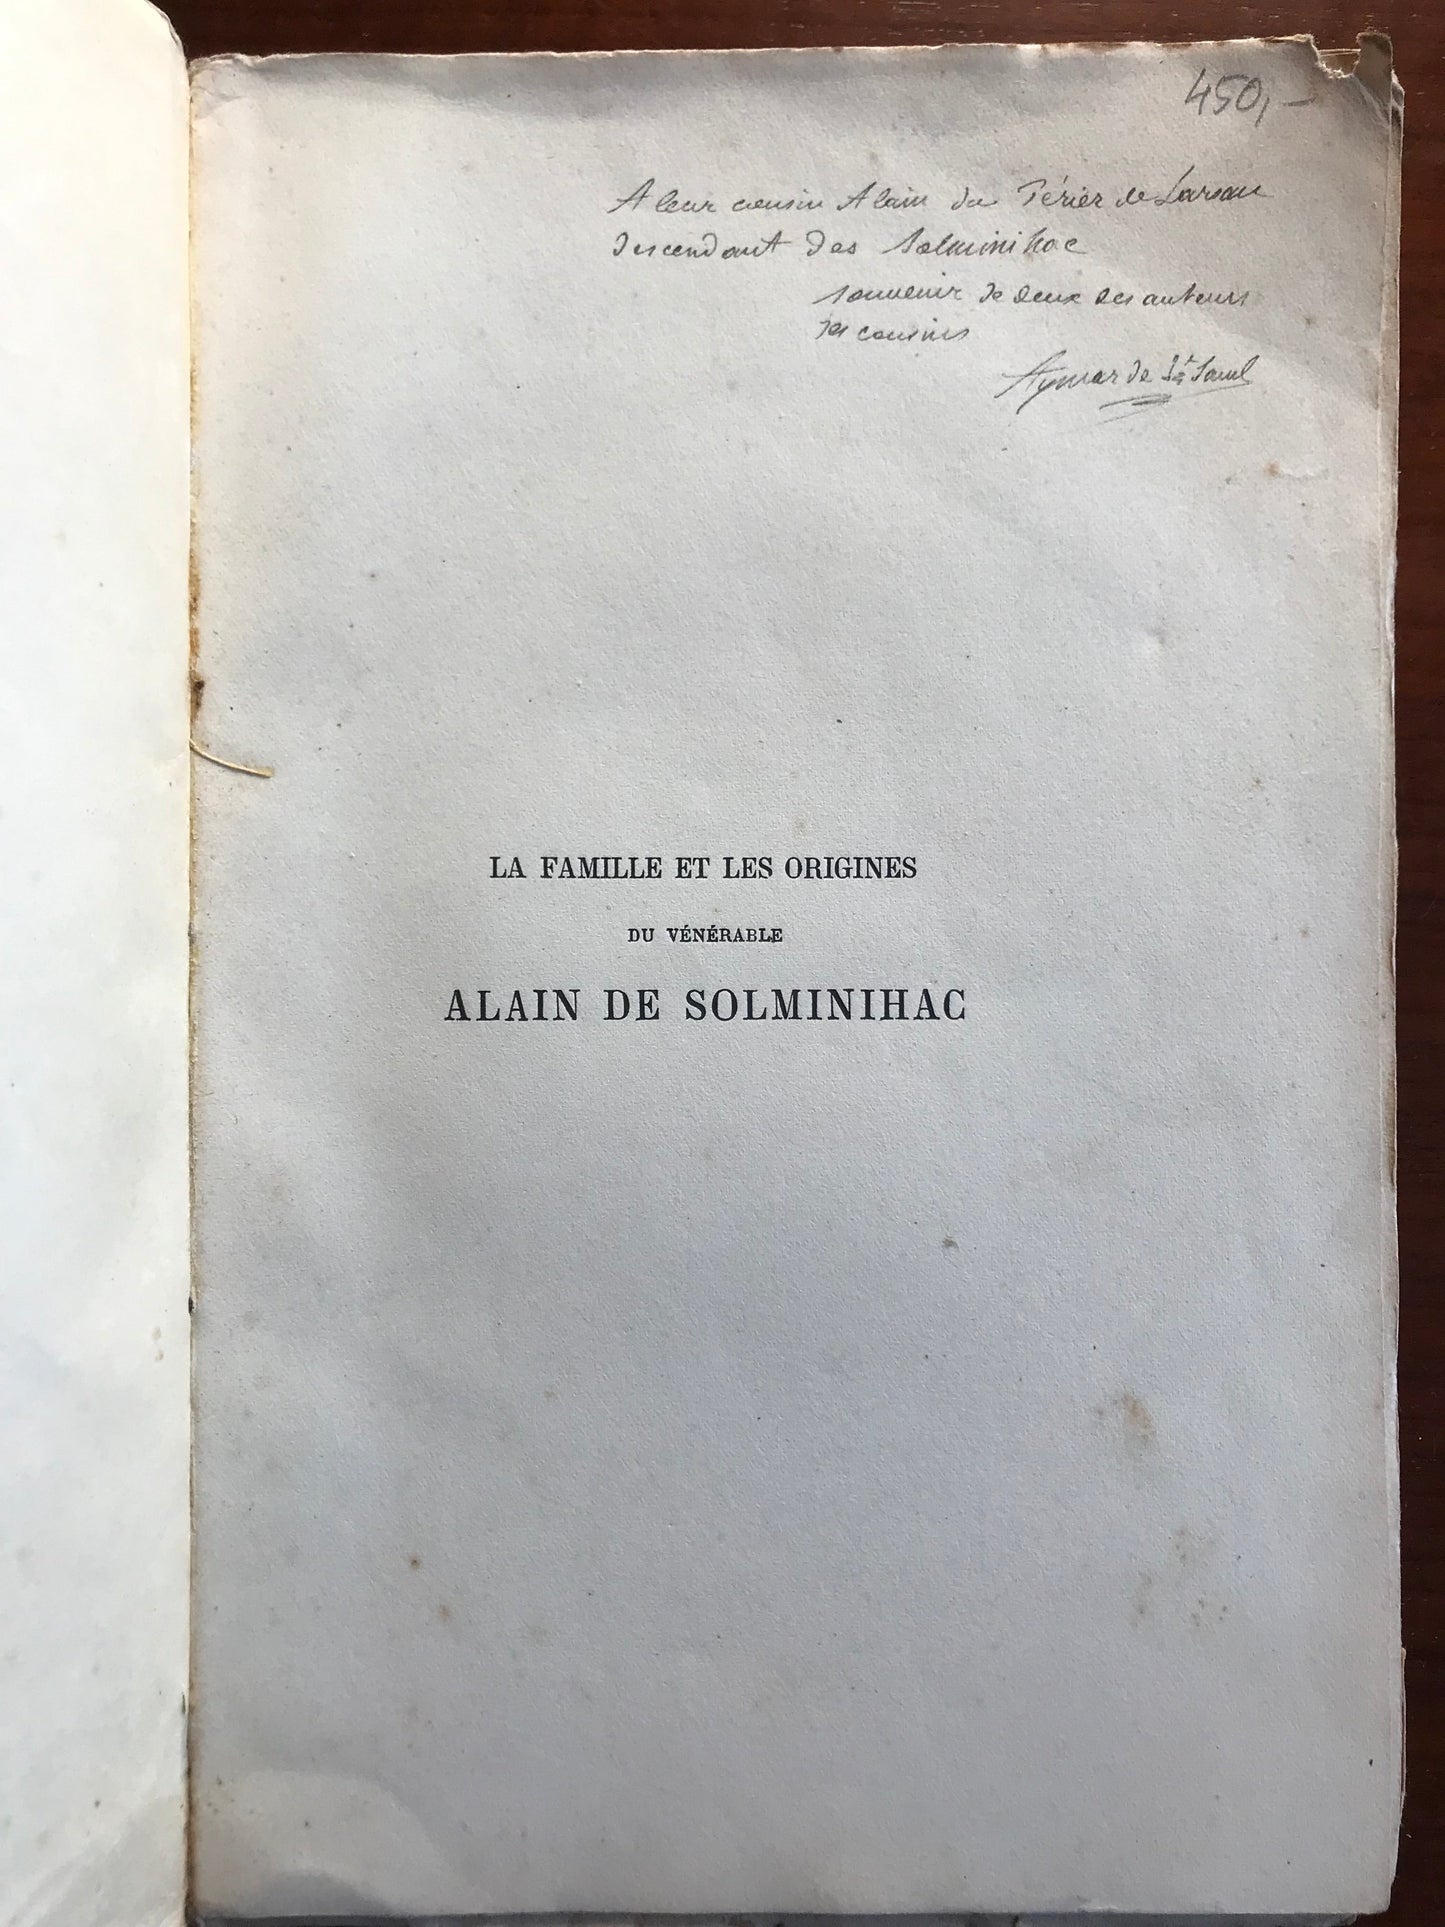 450,-
A leur cousin Alain du Périer de Larsan
descendant des Solminihac
souvenir de deux des auteurs
ses cousins
Aymar de St Saud
LA FAMILLE ET LES ORIGINES
DU VÉNÉRABLE
ALAIN DE SOLMINIHAC